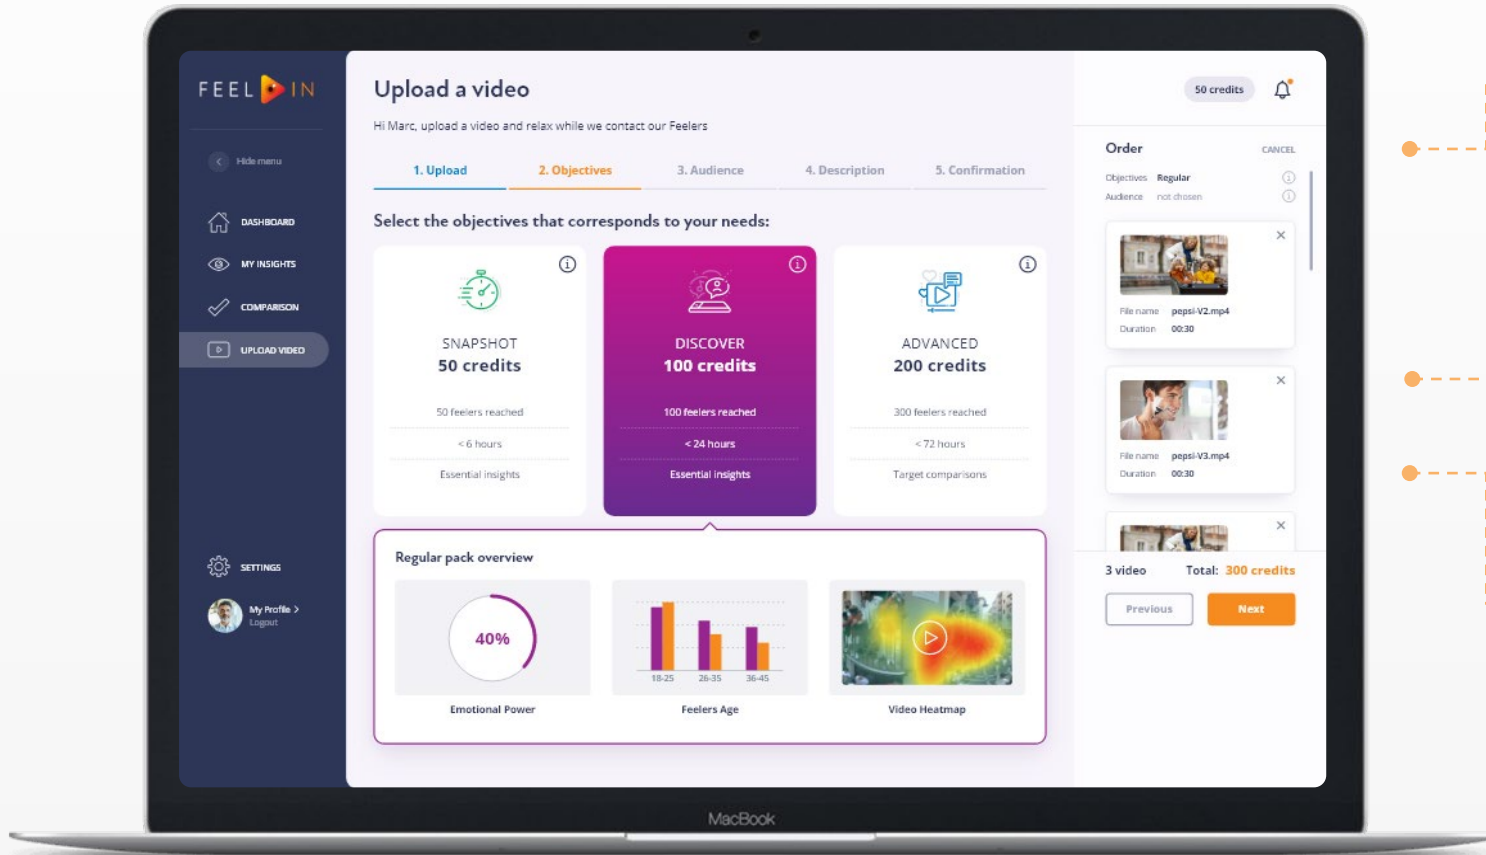 FEEL IN
Hide menu
DASHBOARD
MY INSIGHTS
COMPARISON
UPLOAD VIDEO
SETTINGS
My Profile >
Logout
Upload a video
Hi Marc, upload a video and relax while we contact our Feelers
1. Upload
2. Objectives
3. Audience
4. Description
5. Confirmation
Select the objectives that corresponds to your needs:
SNAPSHOT
50 credits
50 feelers reached
< 6 hours
Essential insights
DISCOVER
100 credits
100 feelers reached
< 24 hours
Essential insights
ADVANCED
200 credits
300 feelers reached
< 72 hours
Target comparisons
Regular pack overview
40%
Emotional Power
18-25 26-35 36-45
Feelers Age
Video Heatmap
50 credits
Order CANCEL
Objectives Regular
Audience not chosen
File name pepsi-V2.mp4
Duration 00:30
File name pepsi-V3.mp4
Duration 00:30
3 video Total: 300 credits
Previous Next
MacBook